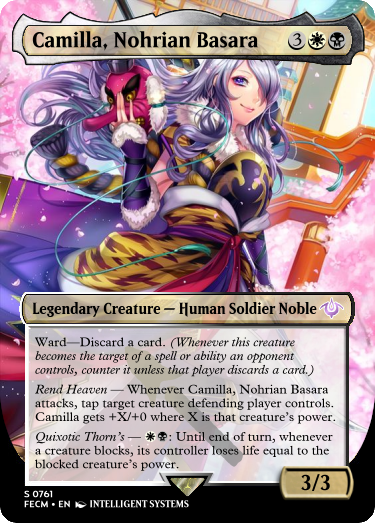 Camilla, Nohrian Basara 3
Legendary Creature — Human Soldier Noble
Ward—Discard a card. (Whenever this creature
becomes the target of a spell or ability an opponent
controls, counter it unless that player discards a card.)
Rend Heaven — Whenever Camilla, Nohrian Basara
attacks, tap target creature defending player controls.
Camilla gets +X/+0 where X is that creature's power.
Quixotic Thorn's — : Until end of turn, whenever
a creature blocks, its controller loses life equal to the
blocked creature's power.
3/3
S 0761
FECM • EN INTELLIGENT SYSTEMS